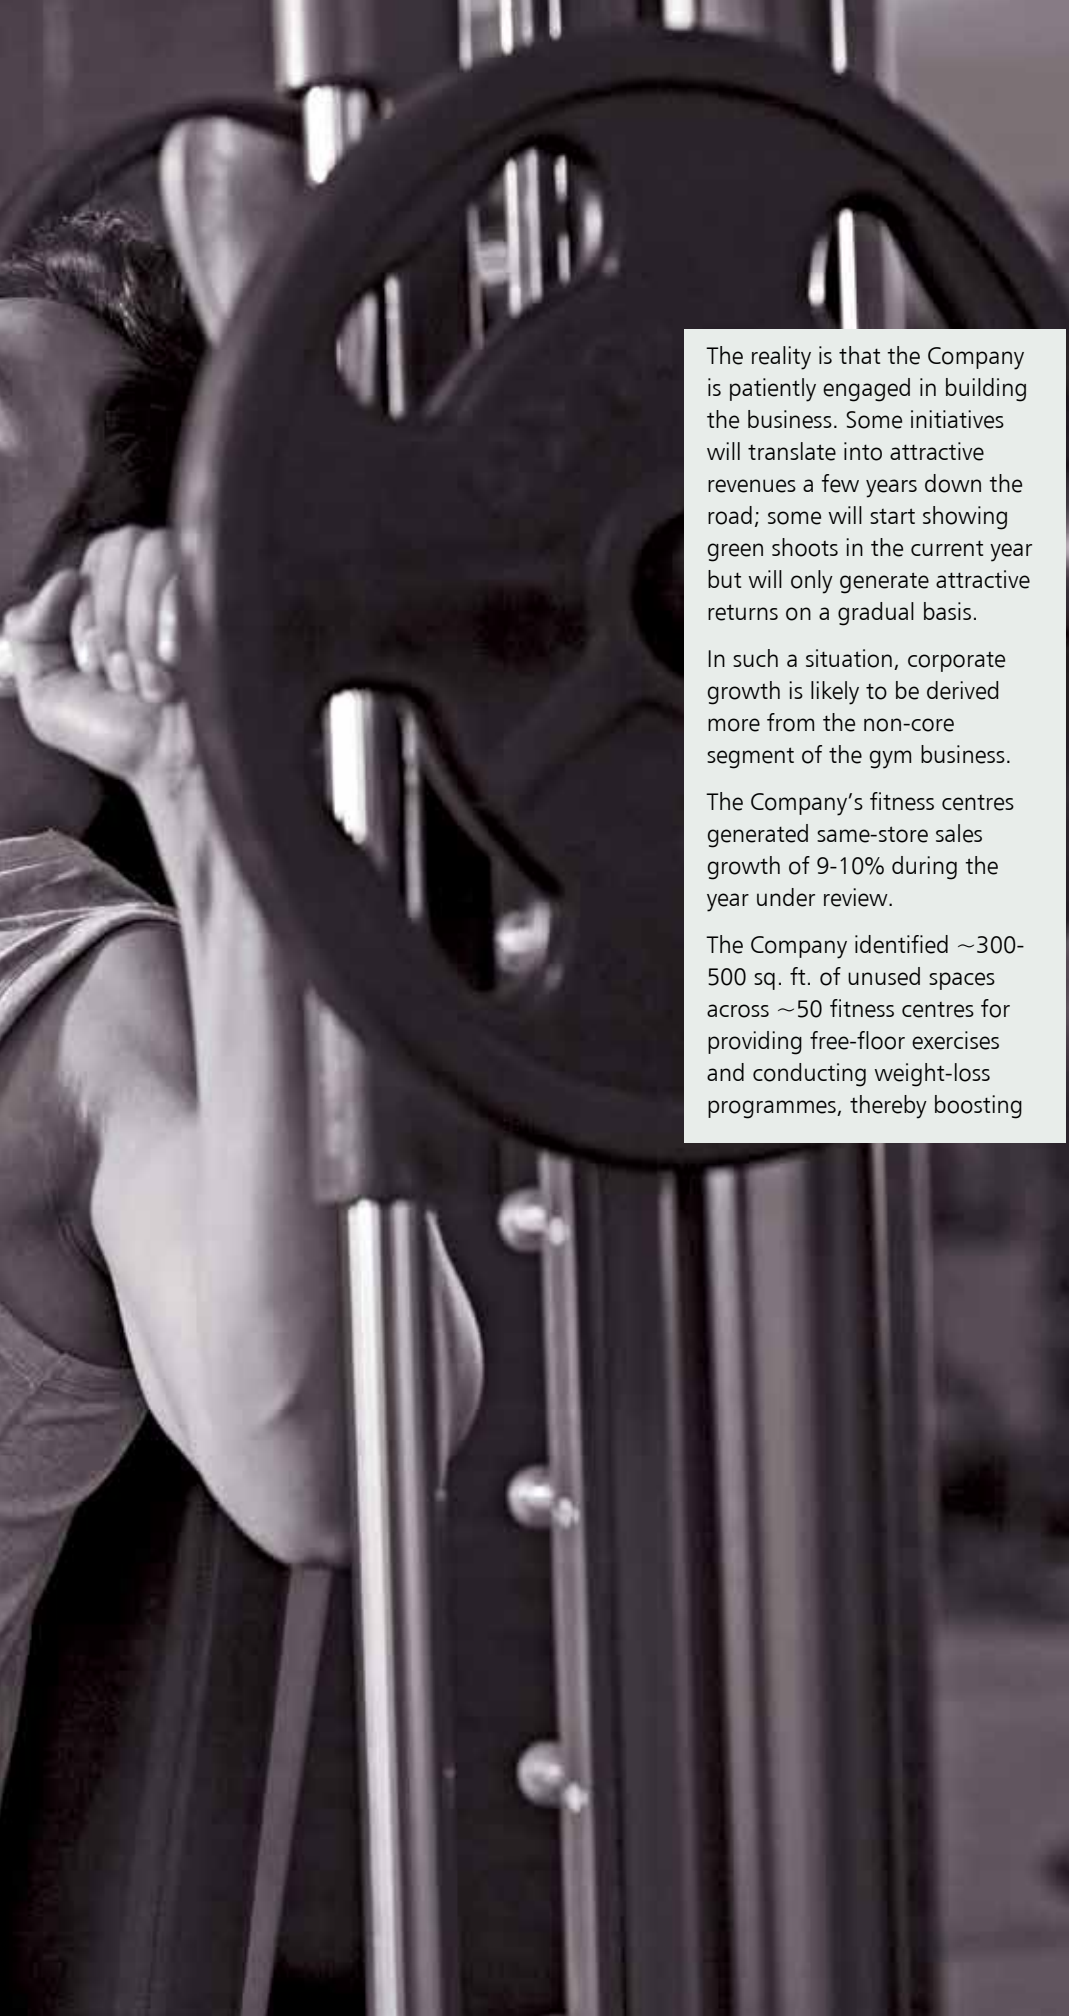 The reality is that the Company
is patiently engaged in building
the business. Some initiatives
will translate into attractive
revenues a few years down the
road; some will start showing
green shoots in the current year
but will only generate attractive
returns on a gradual basis.
In such a situation, corporate
growth is likely to be derived
more from the non-core
segment of the gym business.
The Company’s fitness centres
generated same-store sales
growth of 9-10% during the
year under review.
The Company identified ~300-
500 sq. ft. of unused spaces
across ~50 fitness centres for
providing free-floor exercises
and conducting weight-loss
programmes, thereby boosting